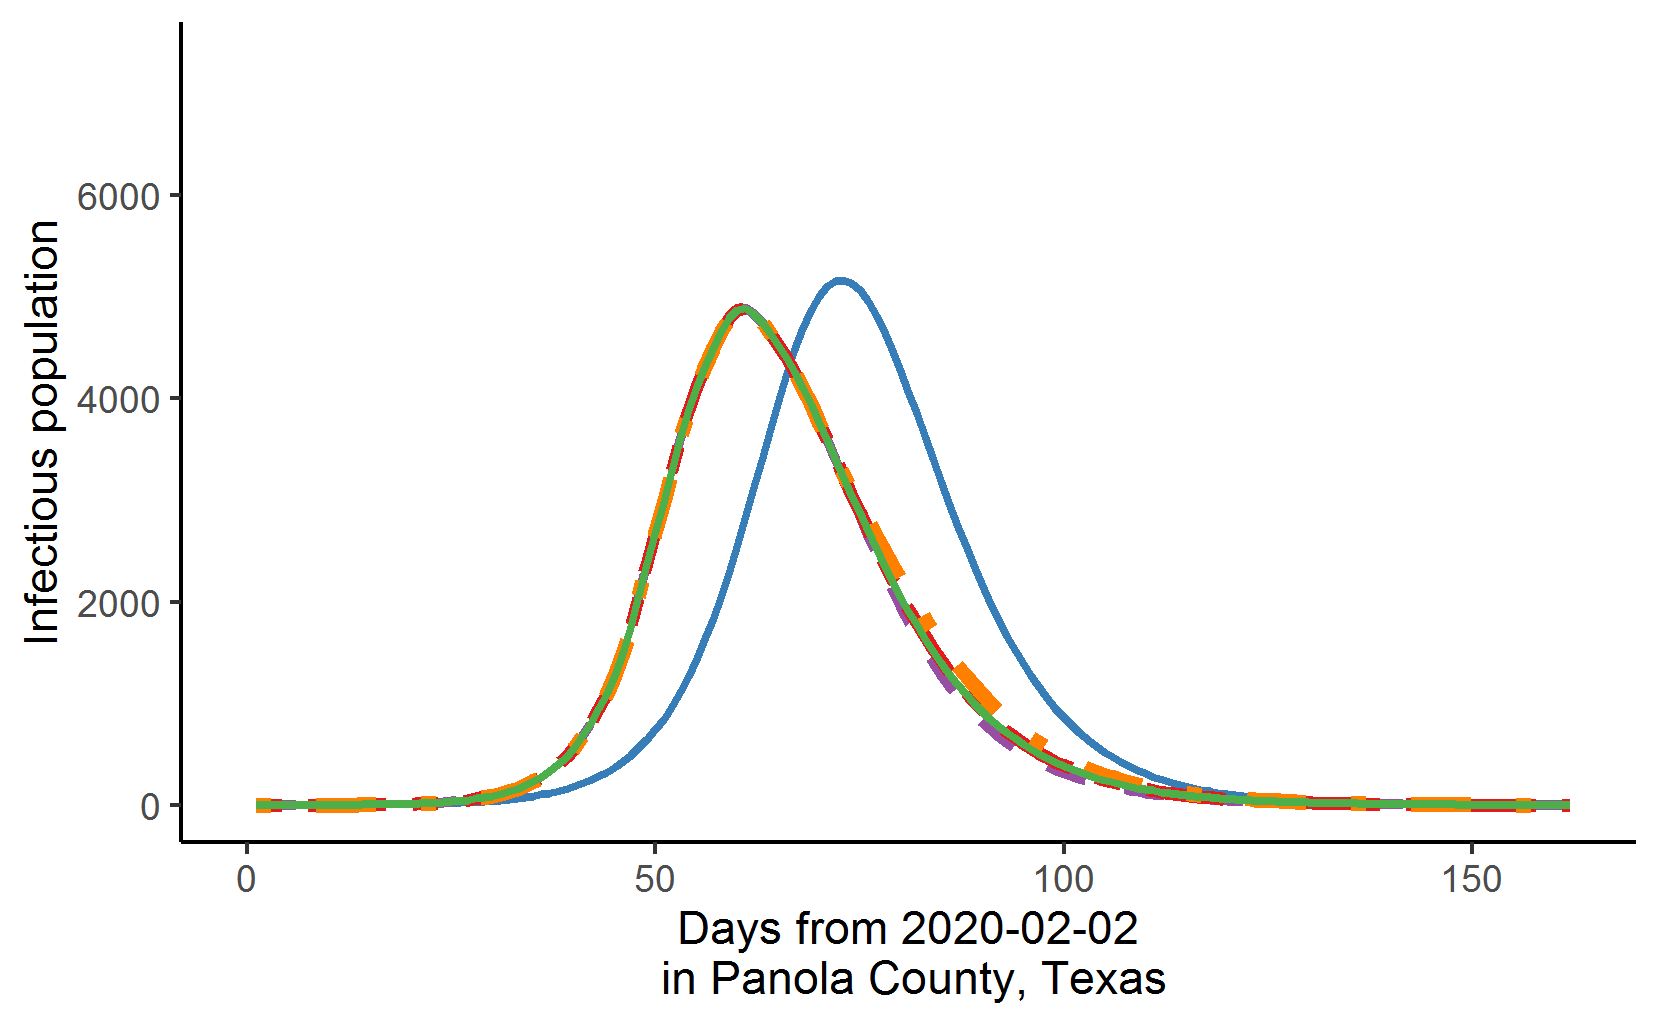 6000
4000
2000
0
Infectious population
0 50 100 150
Days from 2020-02-02
in Panola County, Texas